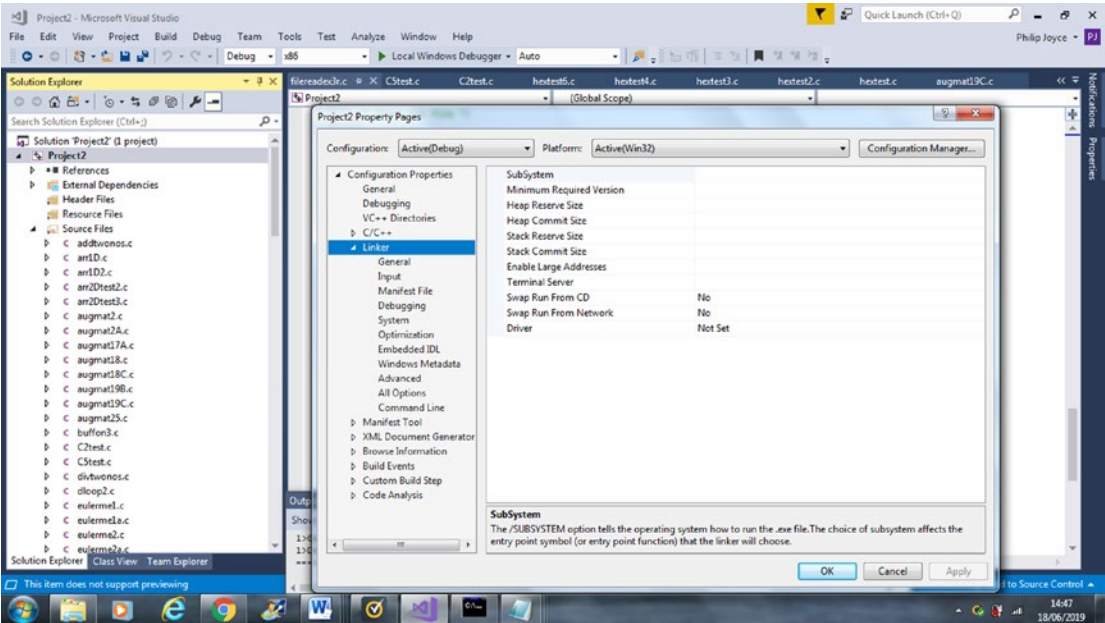 Project2 - Microsoft Visual Studio
Quick Launch (Ctrl+Q)
File Edit View Project Build Debug Team Tools Test Analyze Window Help
Philip Joyce PJ
Debug x86 Local Windows Debugger Auto
Solution Explorer
filereadex3r.c C5test.c C2test.c hextest6.c hextest4.c hextest3.c hextest2.c hextest.c augmat19C.c
Notifications
Properties
Project2 (Global Scope)
Search Solution Explorer (Ctrl+;)
Solution 'Project2' (1 project)
Project2
References
External Dependencies
Header Files
Resource Files
Source Files
addtwonos.c
arr1D.c
arr1D2.c
arr2Dtest2.c
arr2Dtest3.c
augmat2.c
augmat2A.c
augmat17A.c
augmat18.c
augmat18C.c
augmat19B.c
augmat19C.c
augmat25.c
buffon3.c
C2test.c
C5test.c
divtwonos.c
dloop2.c
eulerme1.c
eulerme1a.c
eulerme2.c
eulerme2a.c
Solution Explorer Class View Team Explorer
Project2 Property Pages
Configuration: Active(Debug) Platform: Active(Win32) Configuration Manager...
Configuration Properties
General
Debugging
VC++ Directories
C/C++
Linker
General
Input
Manifest File
Debugging
System
Optimization
Embedded IDL
Windows Metadata
Advanced
All Options
Command Line
Manifest Tool
XML Document Generator
Browse Information
Build Events
Custom Build Step
Code Analysis
SubSystem
Minimum Required Version
Heap Reserve Size
Heap Commit Size
Stack Reserve Size
Stack Commit Size
Enable Large Addresses
Terminal Server
Swap Run From CD No
Swap Run From Network No
Driver Not Set
SubSystem
The /SUBSYSTEM option tells the operating system how to run the .exe file.The choice of subsystem affects the
entry point symbol (or entry point function) that the linker will choose.
OK Cancel Apply
Outp
Show
This item does not support previewing
d to Source Control
14:47
18/06/2019